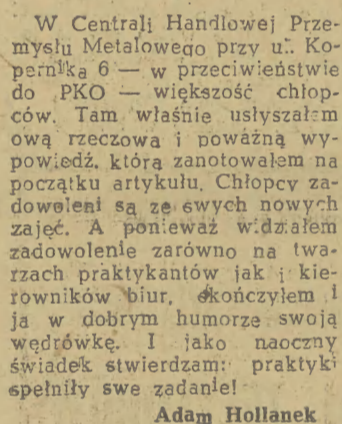 W Centrali Handlowej Prze-
mysłu Metalowego przy ul. Ko-
pernika 6 — w przeciwieństwie
do PKO — większość chłop-
ców. Tam właśnie usłyszałem
ową rzeczowa i poważną wy-
powiedź, którą zanotowałem na
początku artykułu. Chłopcy za-
dowoleni są ze swych nowych
zajęć. A ponieważ widziałem
zadowolenie zarówno na twa-
rzach praktykantów jak i kie-
rowników biur, skończyłem i
ja w dobrym humorze swoją
wędrówkę. I jako naoczny
świadek stwierdzam: praktyki
spełniły swe zadanie!
Adam Hollanek